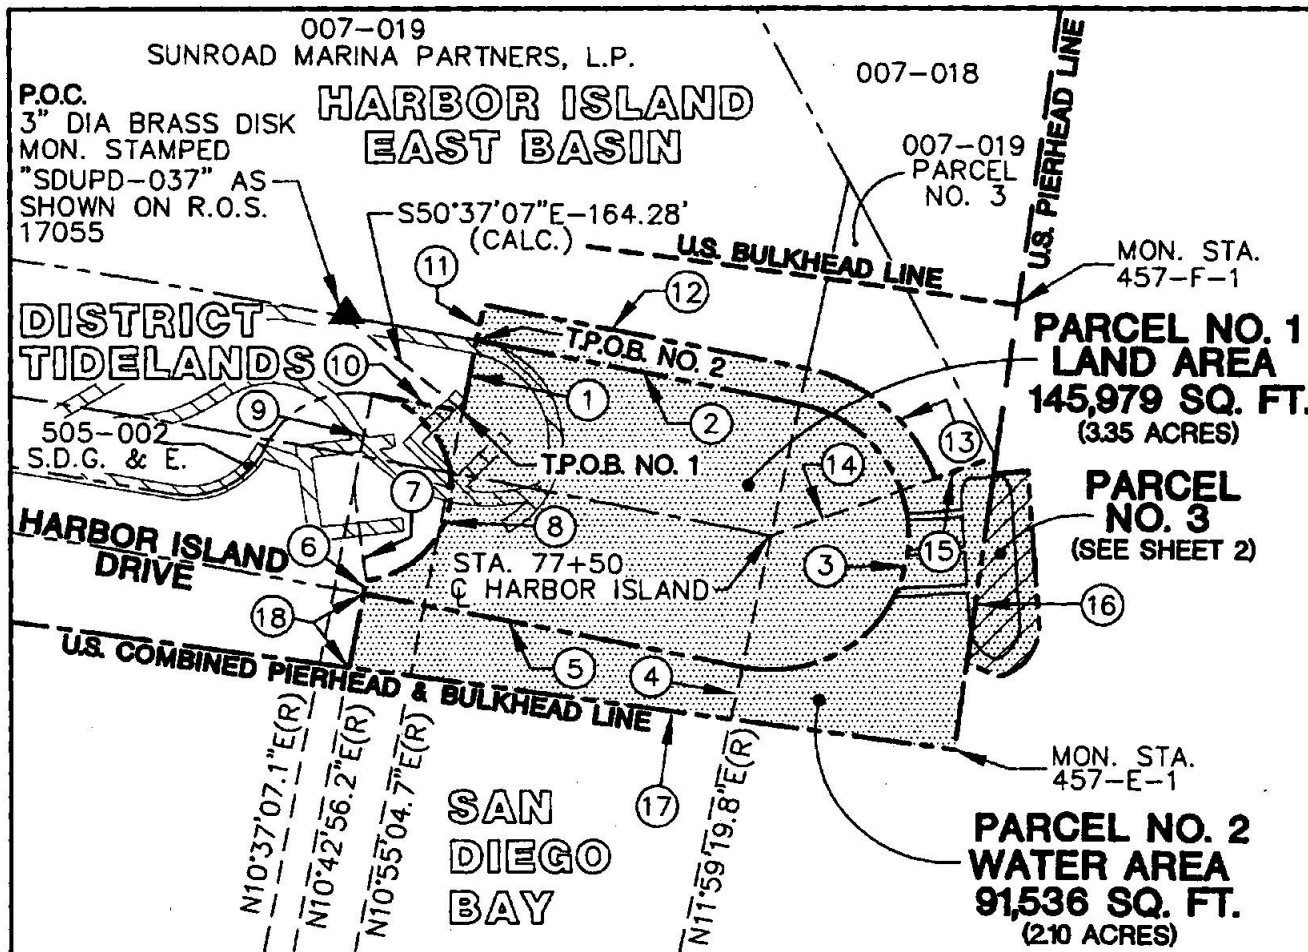 007-019
SUNROAD MARINA PARTNERS, L.P.
HARBOR ISLAND
EAST BASIN
007-018
U.S. PIERHEAD LINE
P.O.C.
3" DIA BRASS DISK
MON. STAMPED
"SDUPD-037" AS
SHOWN ON R.O.S.
17055
007-019
PARCEL
NO. 3
S50°37'07"E-164.28'
(CALC.)
U.S. BULKHEAD LINE
MON. STA.
457-F-1
11
12
DISTRICT
TIDELANDS
10
T.P.O.B. NO. 2
PARCEL NO. 1
LAND AREA
145,979 SQ. FT.
(3.35 ACRES)
9
1
2
13
505-002
S.D.G. & E.
T.P.O.B. NO. 1
14
7
PARCEL
NO. 3
(SEE SHEET 2)
HARBOR ISLAND
DRIVE
6
8
STA. 77+50
℄ HARBOR ISLAND
3
15
16
18
5
4
U.S. COMBINED PIERHEAD & BULKHEAD LINE
MON. STA.
457-E-1
17
N10°37'07.1"E(R)
N10°42'56.2"E(R)
N10°55'04.7"E(R)
N11°59'19.8"E(R)
SAN
DIEGO
BAY
PARCEL NO. 2
WATER AREA
91,536 SQ. FT.
(2.10 ACRES)